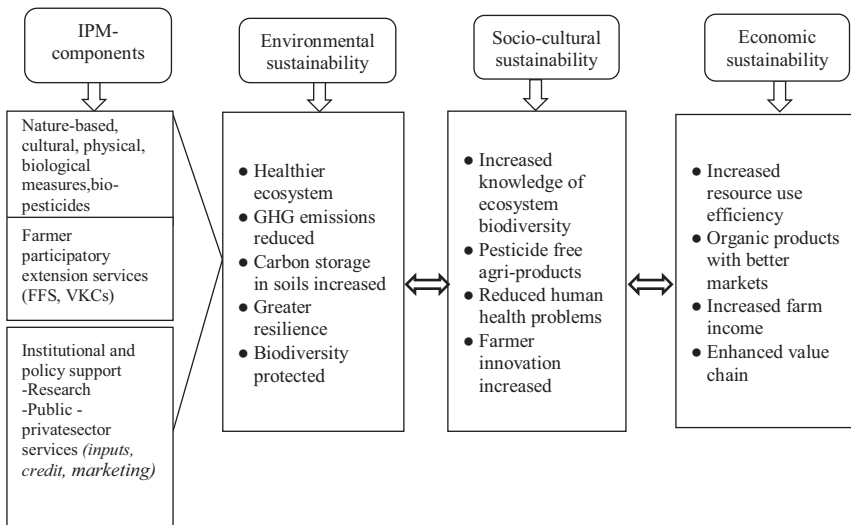 IPM-
components
Environmental
sustainability
Socio-cultural
sustainability
Economic
sustainability
Nature-based,
cultural, physical,
biological
measures,bio-
pesticides
Farmer
participatory
extension services
(FFS, VKCs)
Institutional and
policy support
-Research
-Public -
privatesector
services (inputs,
credit, marketing)
● Healthier
ecosystem
● GHG emissions
reduced
● Carbon storage
in soils increased
● Greater
resilience
● Biodiversity
protected
● Increased
knowledge of
ecosystem
biodiversity
● Pesticide free
agri-products
● Reduced human
health problems
● Farmer
innovation
increased
● Increased
resource use
efficiency
● Organic products
with better
markets
● Increased farm
income
● Enhanced value
chain